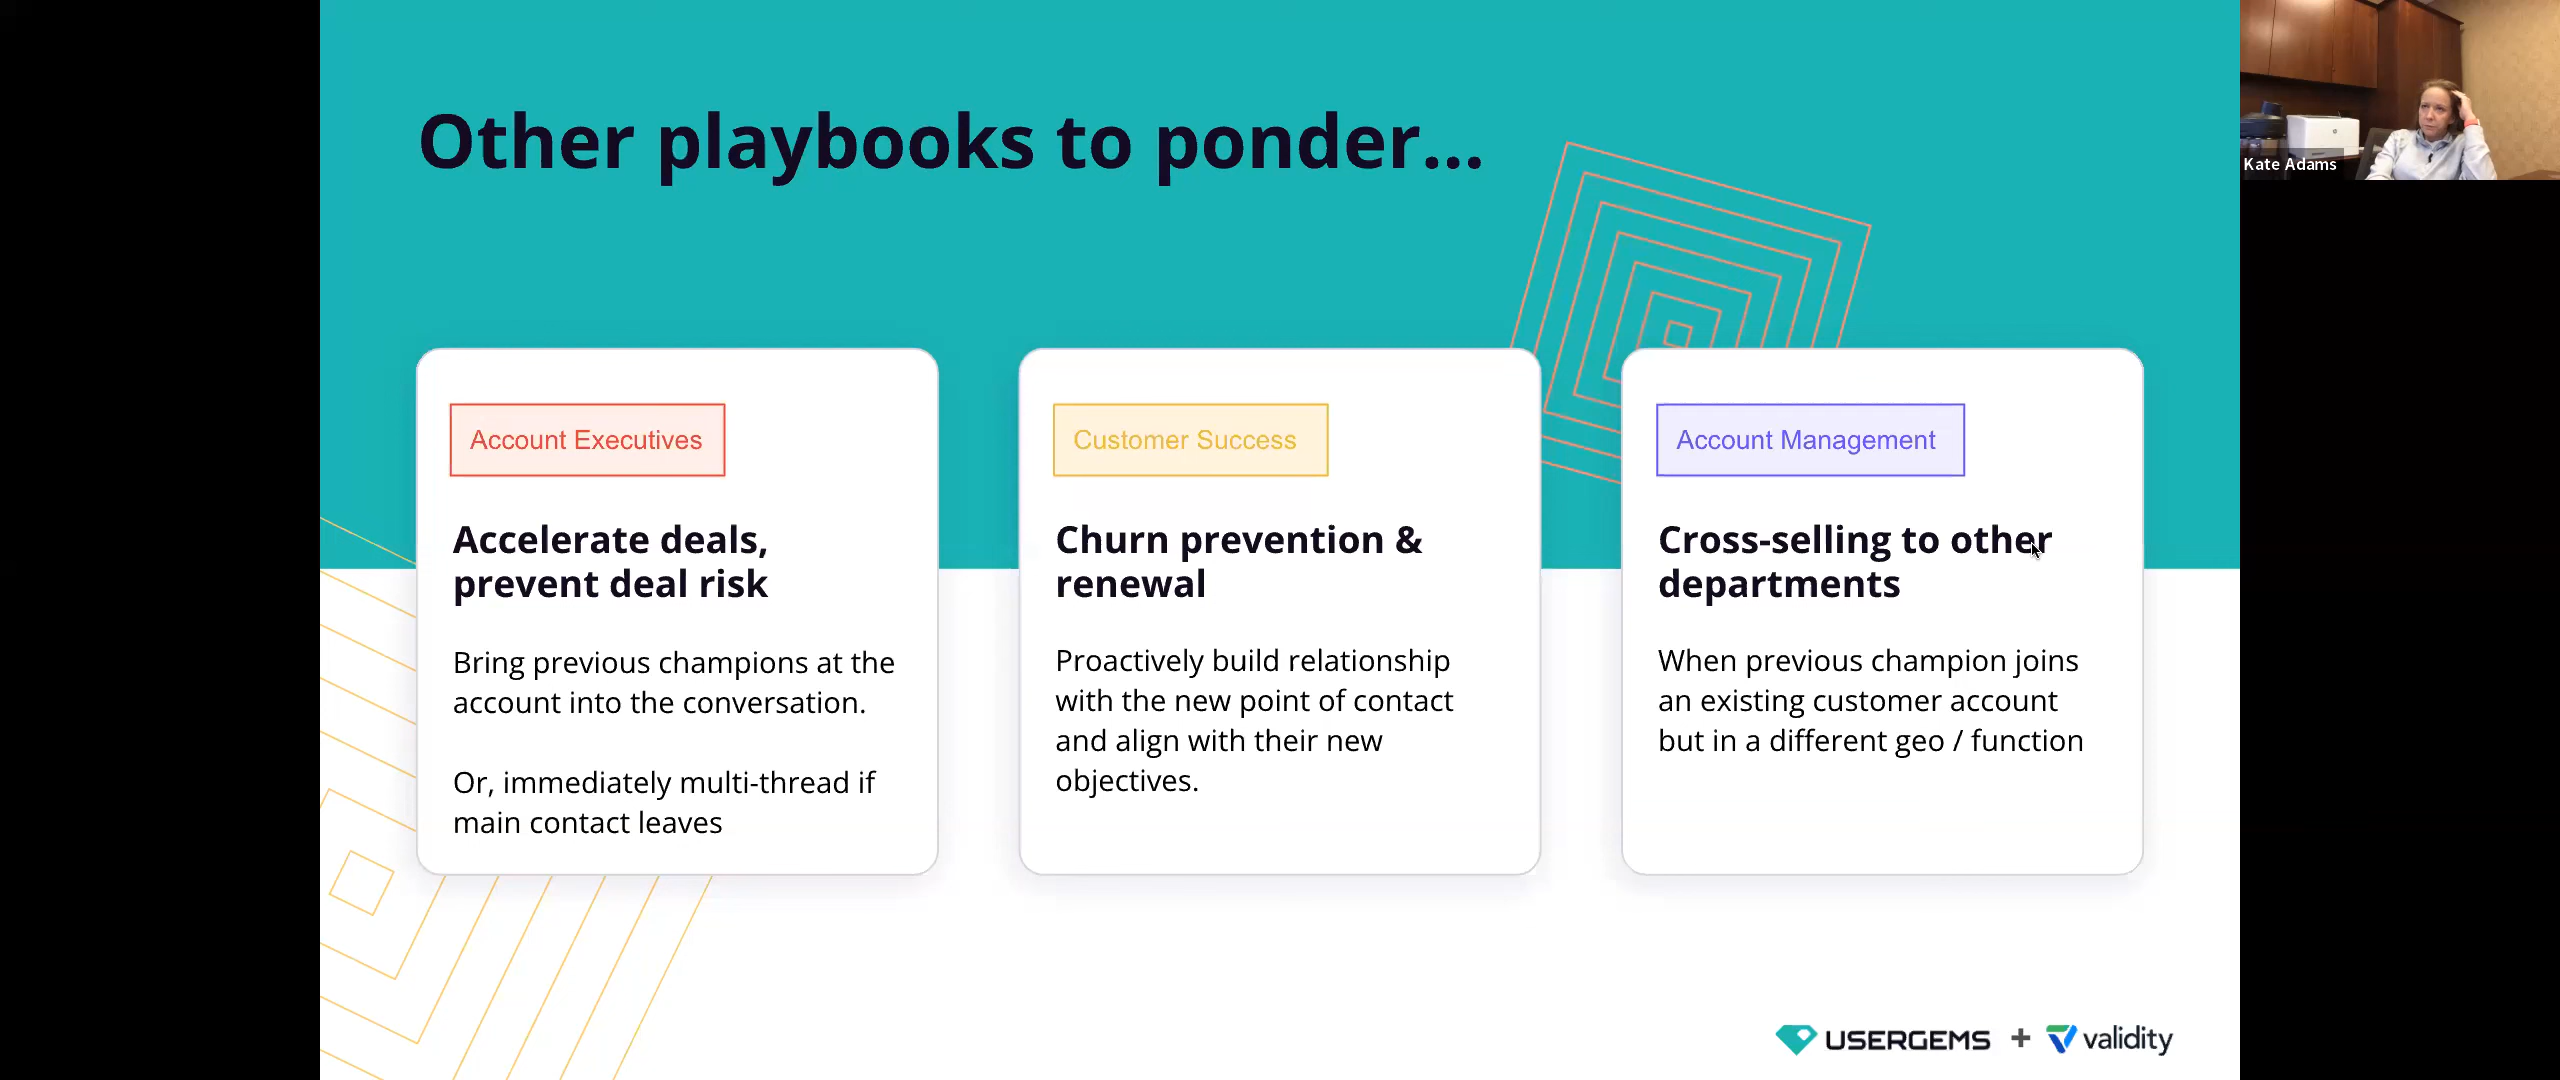 Other playbooks to ponder...
Kate Adams
Account Executives
Accelerate deals,
prevent deal risk
Bring previous champions at the
account into the conversation.
Or, immediately multi-thread if
main contact leaves
Customer Success
Churn prevention &
renewal
Proactively build relationship
with the new point of contact
and align with their new
objectives.
Account Management
Cross-selling to other
departments
When previous champion joins
an existing customer account
but in a different geo / function
USERGEMS + validity